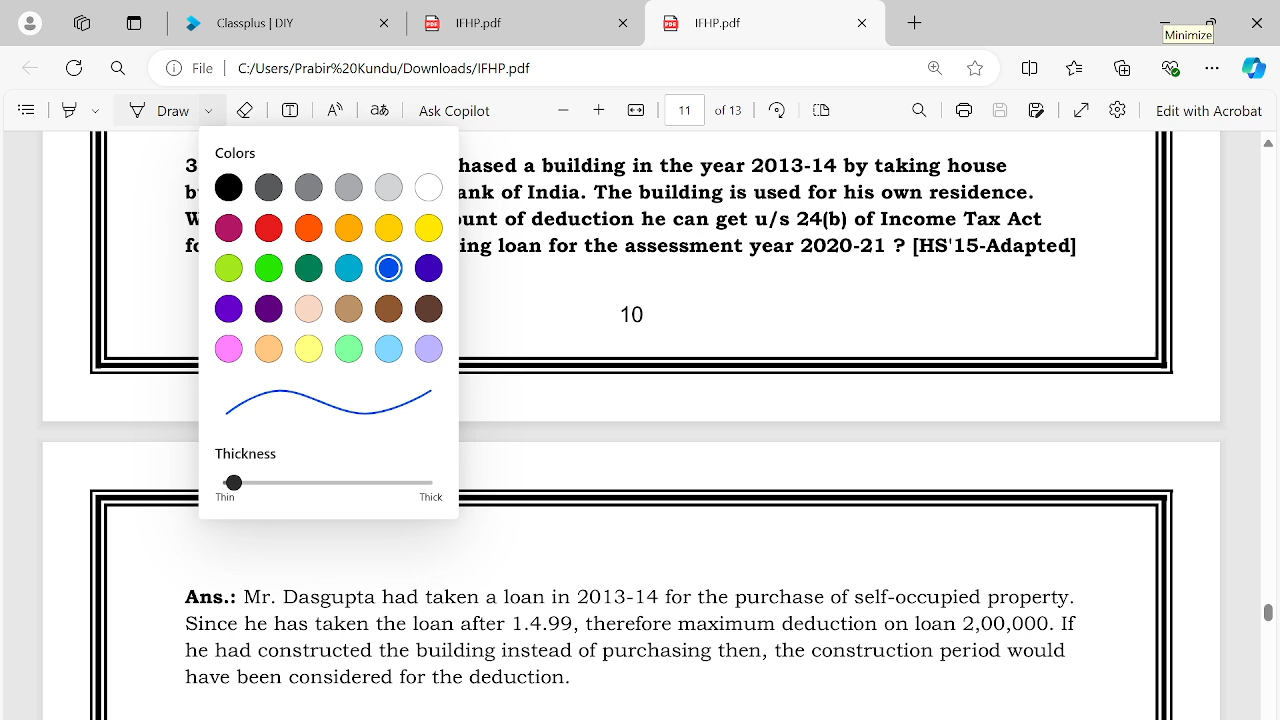 Classplus | DIY
IFHP.pdf
IFHP.pdf
Minimize
File
C:/Users/Prabir%20Kundu/Downloads/IFHP.pdf
Draw
Ask Copilot
11
of 13
Edit with Acrobat
Colors
Thickness
Thin
Thick
3 hased a building in the year 2013-14 by taking house
b ank of India. The building is used for his own residence.
W unt of deduction he can get u/s 24(b) of Income Tax Act
fo ing loan for the assessment year 2020-21 ? [HS'15-Adapted]
10
Ans.: Mr. Dasgupta had taken a loan in 2013-14 for the purchase of self-occupied property.
Since he has taken the loan after 1.4.99, therefore maximum deduction on loan 2,00,000. If
he had constructed the building instead of purchasing then, the construction period would
have been considered for the deduction.